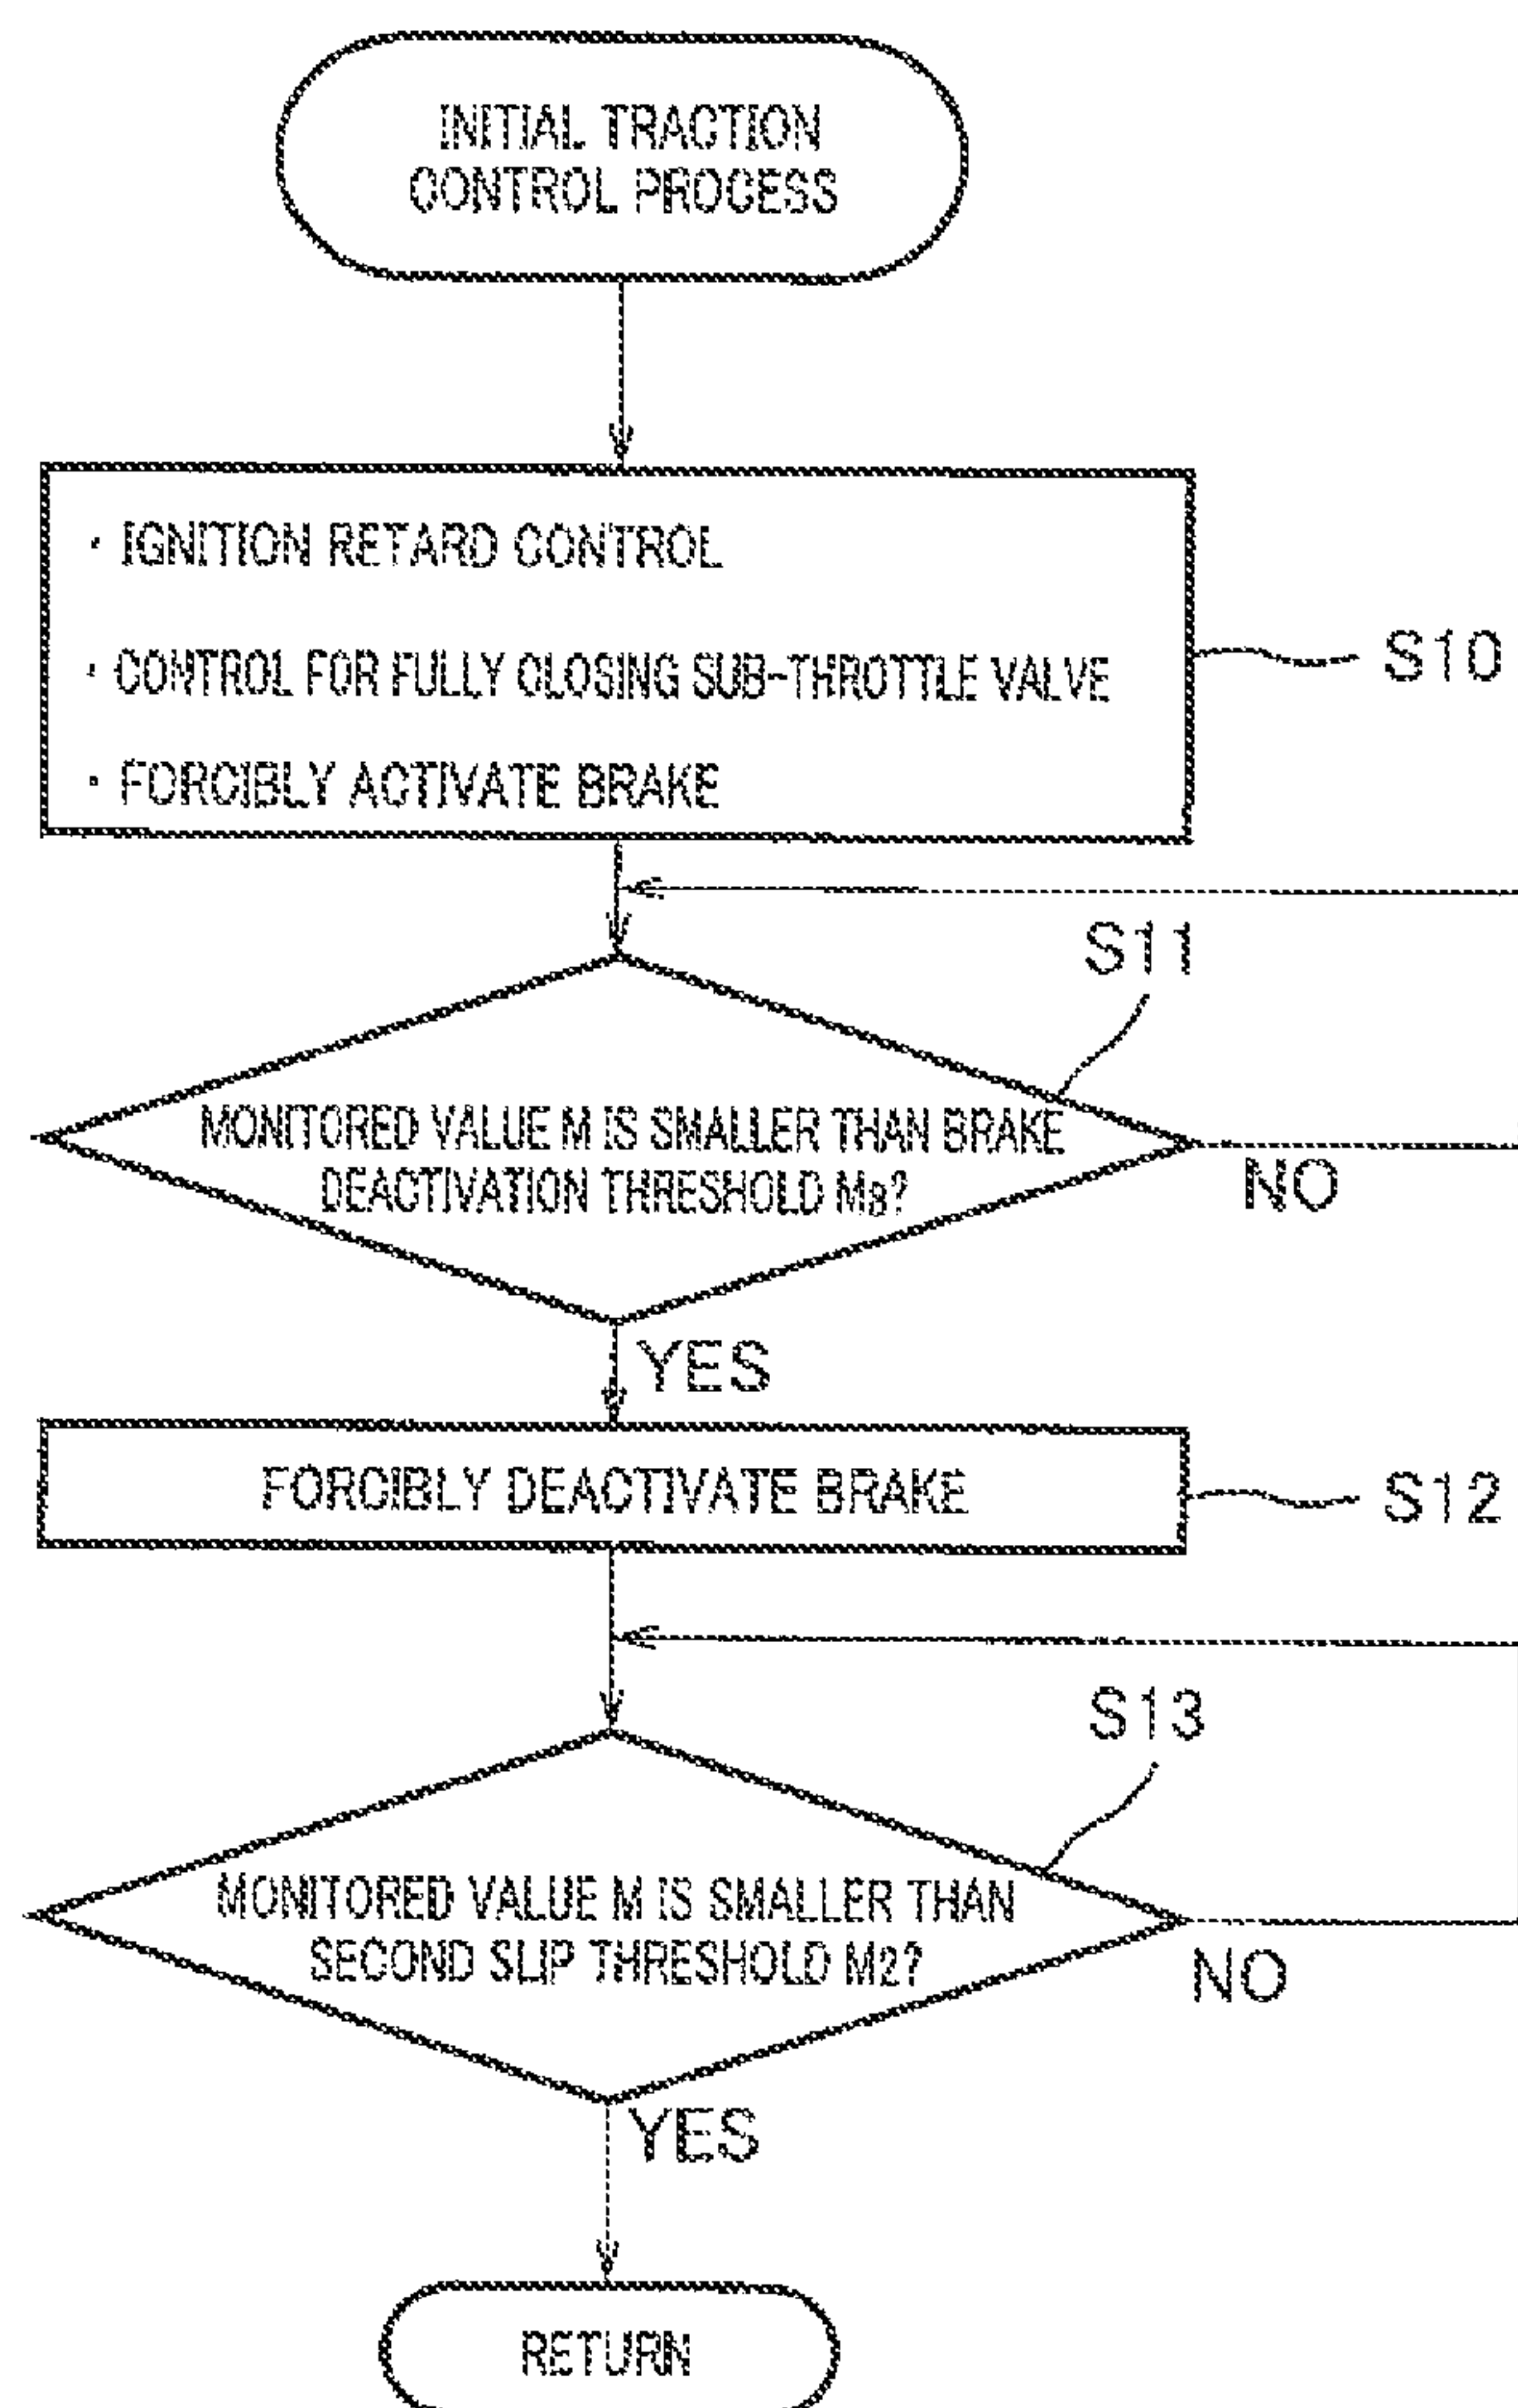 INITIAL TRACTION
CONTROL PROCESS
· IGNITION RETARD CONTROL
· CONTROL FOR FULLY CLOSING SUB-THROTTLE VALVE
· FORCIBLY ACTIVATE BRAKE
S10
S11
MONITORED VALUE M IS SMALLER THAN BRAKE
DEACTIVATION THRESHOLD MB?
NO
YES
FORCIBLY DEACTIVATE BRAKE
S12
S13
MONITORED VALUE M IS SMALLER THAN
SECOND SLIP THRESHOLD M2?
NO
YES
RETURN